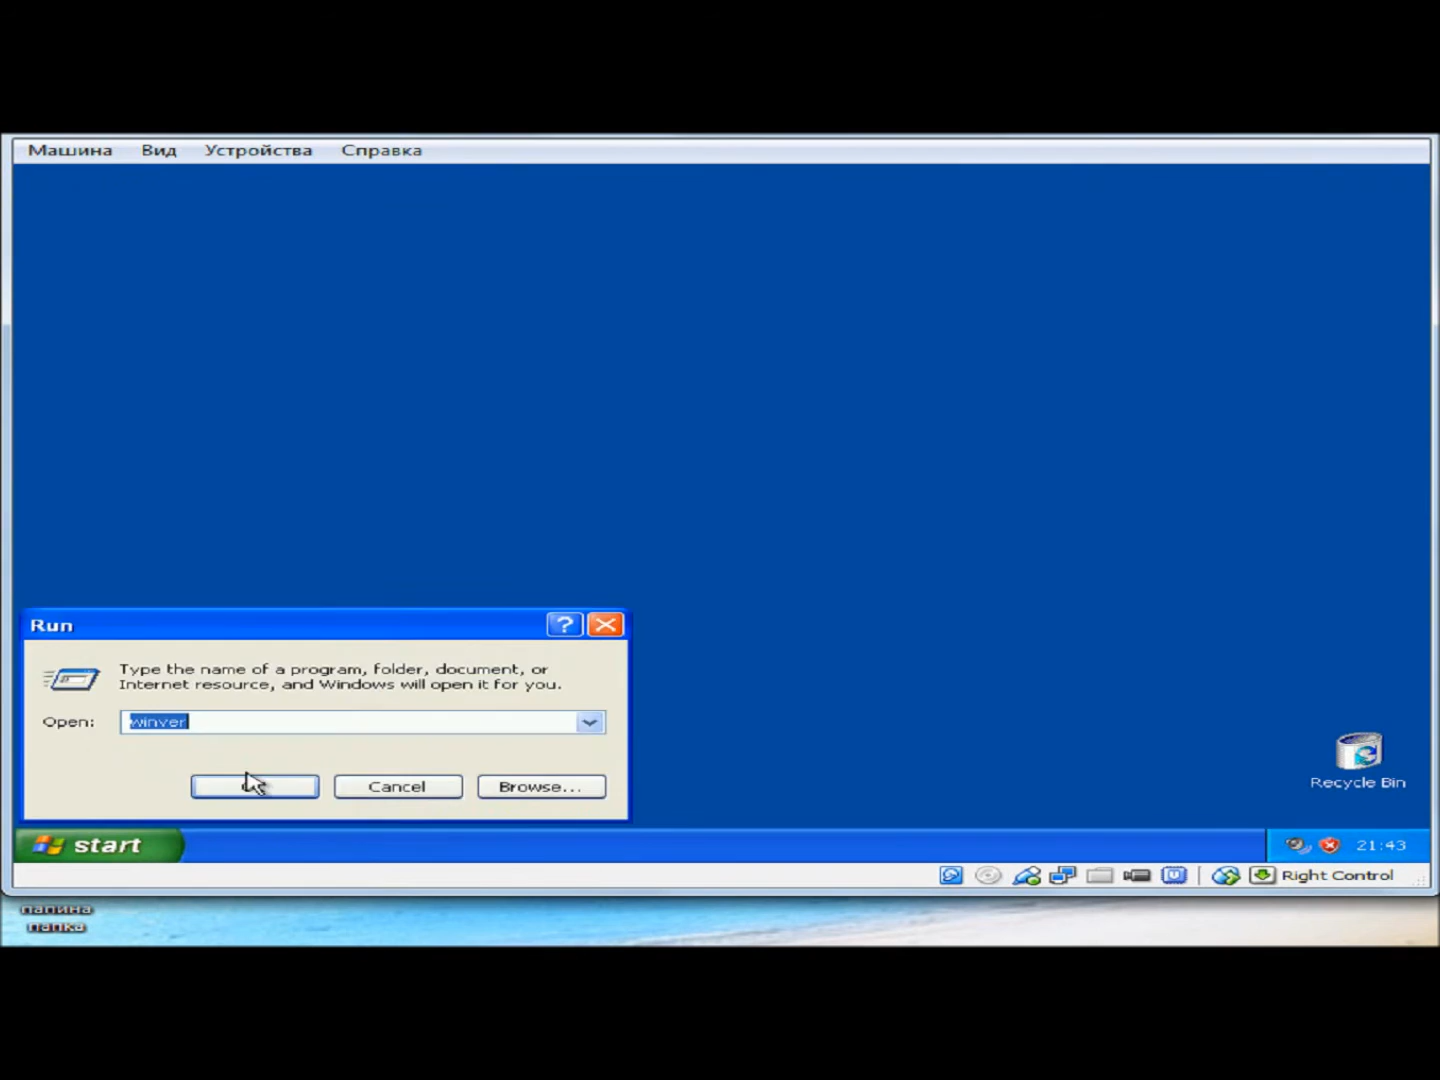 Машина Вид Устройства Справка
Run
Type the name of a program, folder, document, or
Internet resource, and Windows will open it for you.
Open: winver
Cancel Browse...
Recycle Bin
start
21:43
Right Control
папина
папка